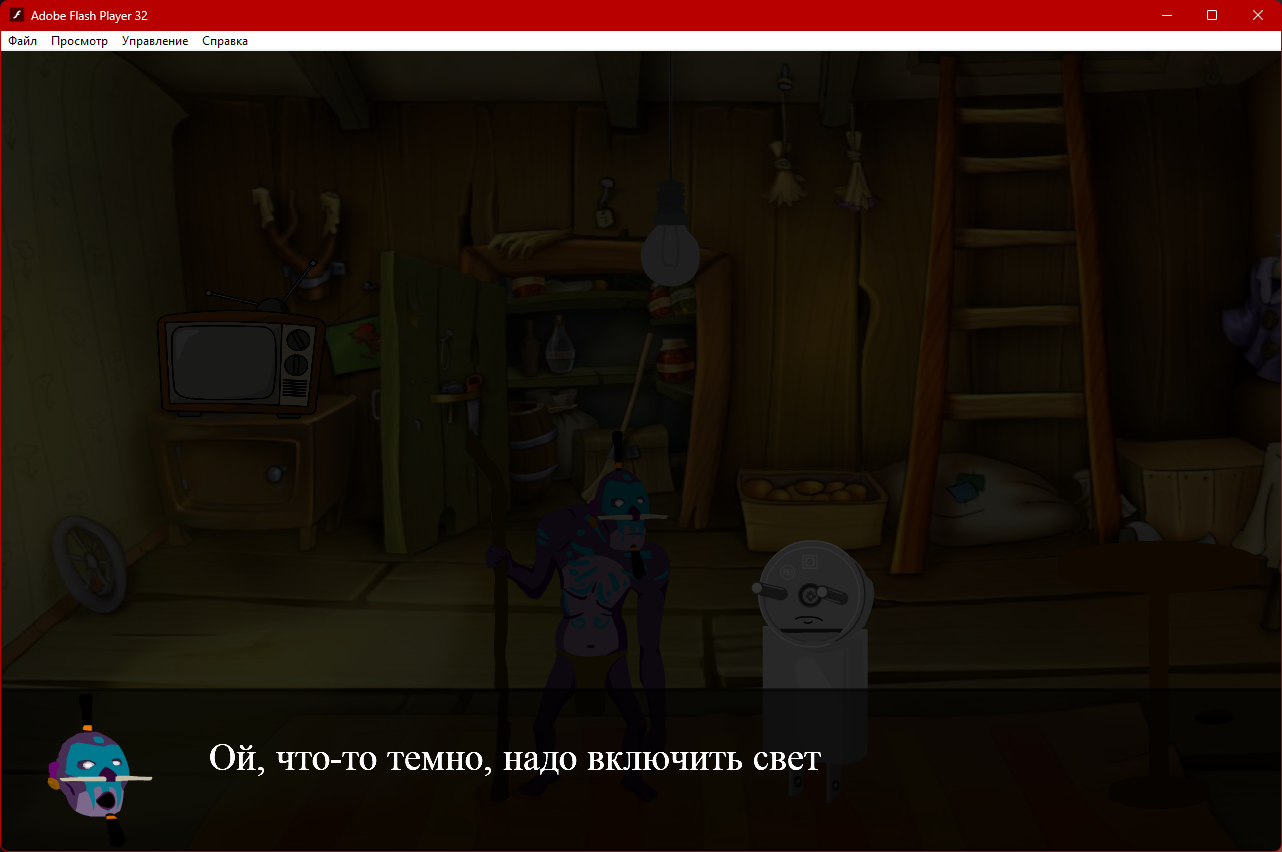 Adobe Flash Player 32
Файл Просмотр Управление Справка
Ой, что-то темно, надо включить свет